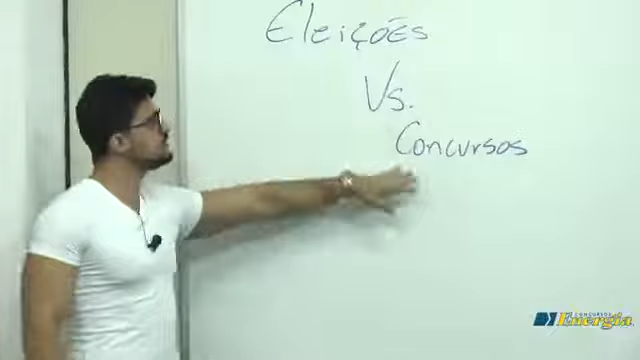 Eleições
Vs.
Concursos
CONCURSOS
Energia